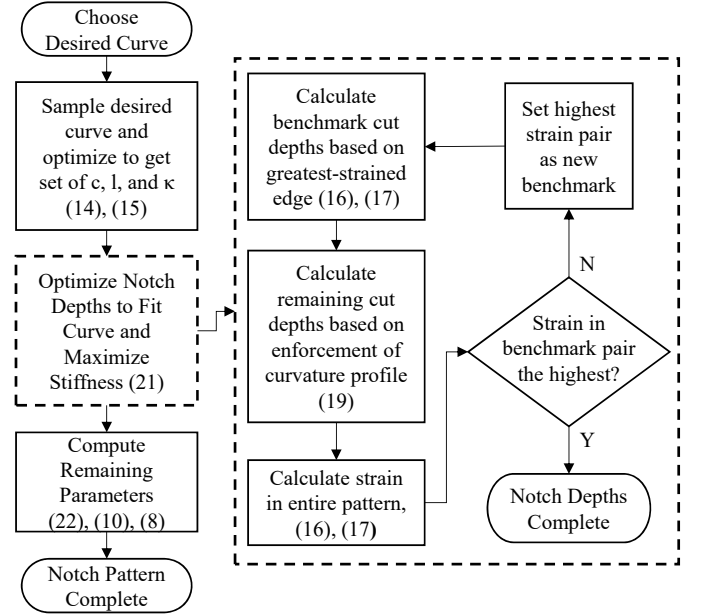 Choose
Desired Curve
Sample desired
curve and
optimize to get
set of c, l, and κ
(14), (15)
Optimize Notch
Depths to Fit
Curve and
Maximize
Stiffness (21)
Compute
Remaining
Parameters
(22), (10), (8)
Notch Pattern
Complete
Calculate
benchmark cut
depths based on
greatest-strained
edge (16), (17)
Calculate
remaining cut
depths based on
enforcement of
curvature profile
(19)
Calculate strain
in entire pattern,
(16), (17)
Set highest
strain pair
as new
benchmark
N
Strain in
benchmark pair
the highest?
Y
Notch Depths
Complete